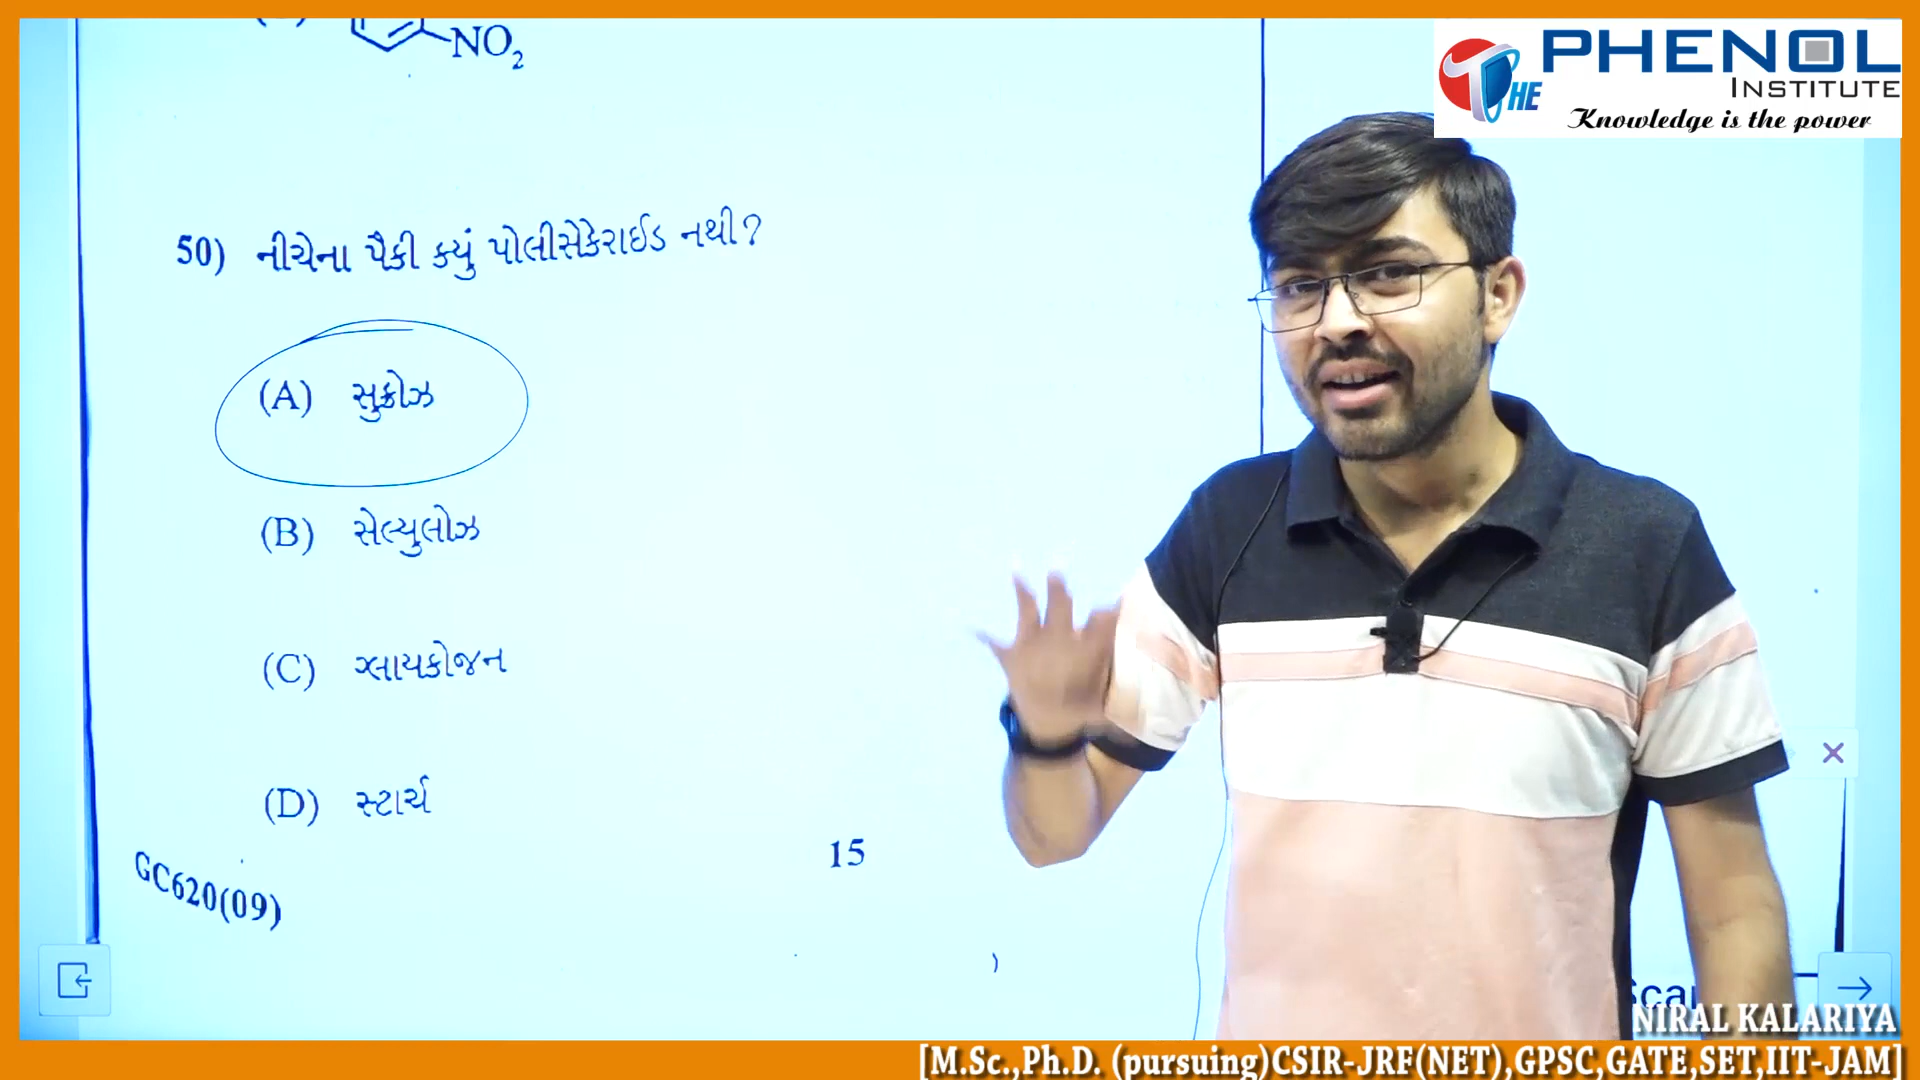 NO2
THE PHENOL
INSTITUTE
Knowledge is the power
50) નીચેના પૈકી ક્યું પોલીસેકેરાઈડ નથી?
(A) સુક્રોઝ
(B) સેલ્યુલોઝ
(C) ગ્લાયકોજન
(D) સ્ટાર્ચ
15
GC620(09)
NIRAL KALARIYA
[M.Sc.,Ph.D. (pursuing)CSIR-JRF(NET),GPSC,GATE,SET,IIT-JAM]